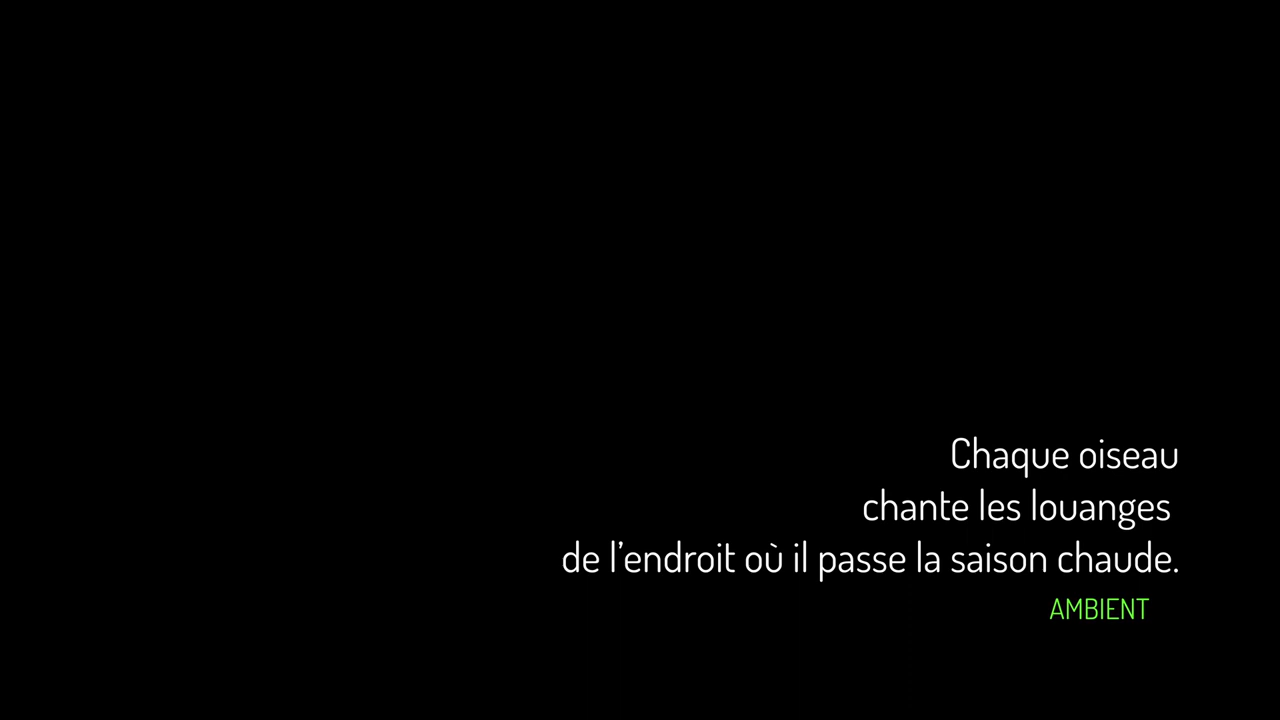 Chaque oiseau
chante les louanges
de l’endroit où il passe la saison chaude.
AMBIENT